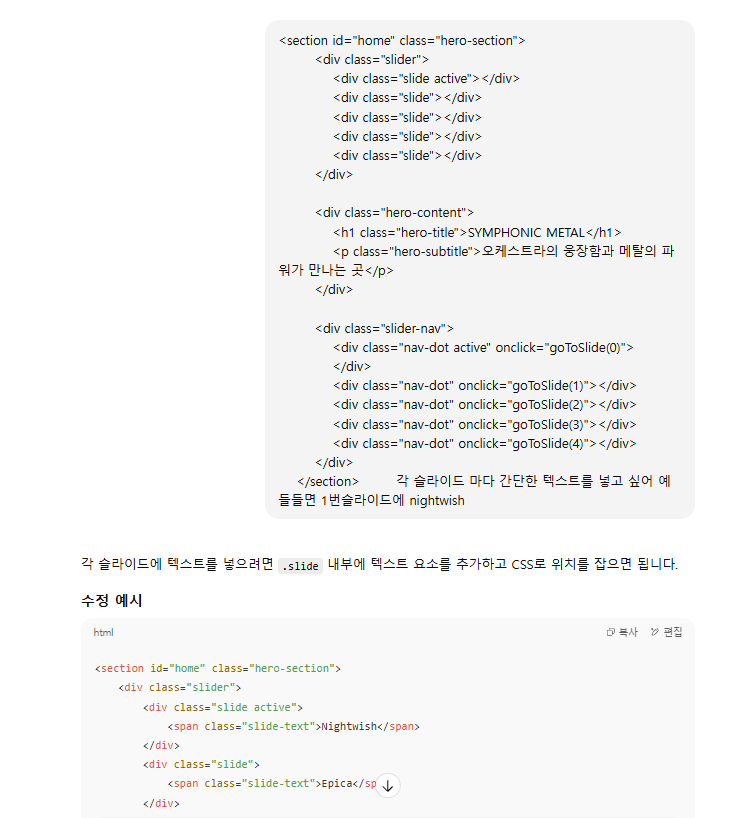 <section id="home" class="hero-section">
<div class="slider">
<div class="slide active"></div>
<div class="slide"></div>
<div class="slide"></div>
<div class="slide"></div>
<div class="slide"></div>
</div>
<div class="hero-content">
<h1 class="hero-title">SYMPHONIC METAL</h1>
<p class="hero-subtitle">오케스트라의 웅장함과 메탈의 파
워가 만나는 곳</p>
</div>
<div class="slider-nav">
<div class="nav-dot active" onclick="goToSlide(0)">
</div>
<div class="nav-dot" onclick="goToSlide(1)"></div>
<div class="nav-dot" onclick="goToSlide(2)"></div>
<div class="nav-dot" onclick="goToSlide(3)"></div>
<div class="nav-dot" onclick="goToSlide(4)"></div>
</div>
</section> 각 슬라이드 마다 간단한 텍스트를 넣고 싶어 예
들들면 1번슬라이드에 nightwish
각 슬라이드에 텍스트를 넣으려면 .slide 내부에 텍스트 요소를 추가하고 CSS로 위치를 잡으면 됩니다.
수정 예시
html 복사 편집
<section id="home" class="hero-section">
<div class="slider">
<div class="slide active">
<span class="slide-text">Nightwish</span>
</div>
<div class="slide">
<span class="slide-text">Epica</sp
</div>